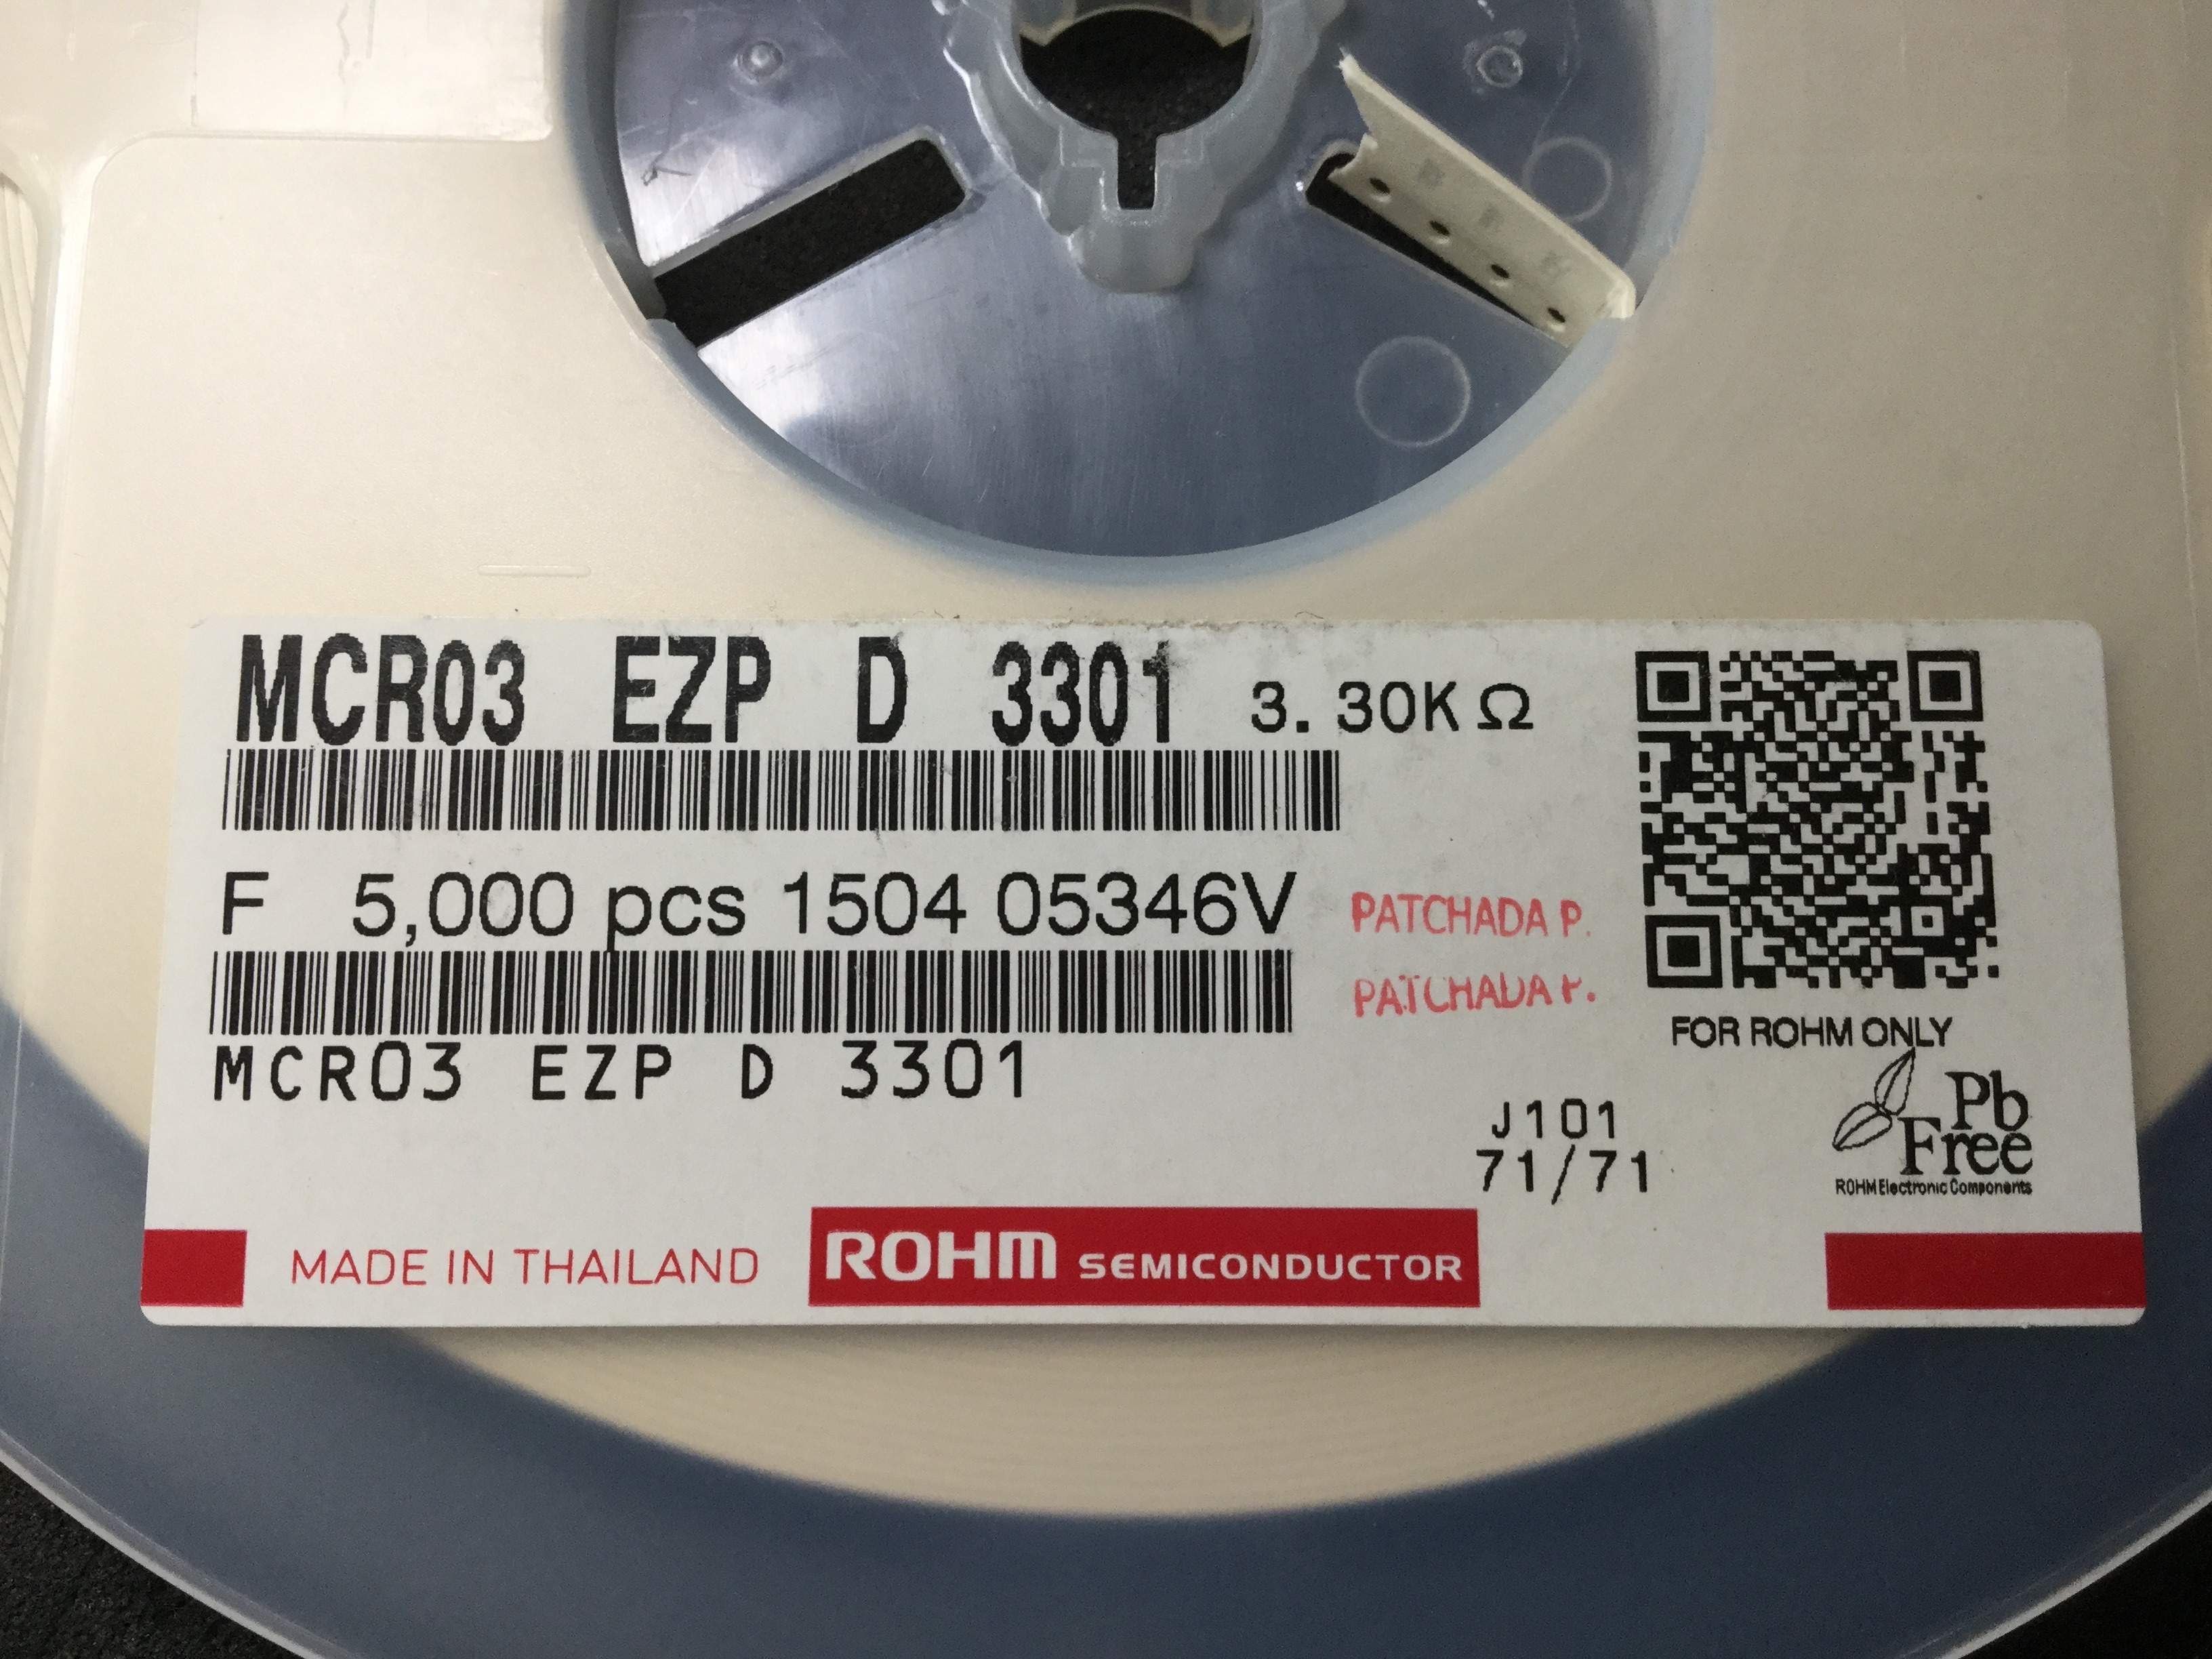 MCR03 EZP D 3301 3.30KΩ
F 5,000 pcs 1504 05346V
PATCHADA P.
PATCHADA P.
MCR03 EZP D 3301
FOR ROHM ONLY
J101
71/71
Pb
Free
ROHM Electronic Components
MADE IN THAILAND
ROHM SEMICONDUCTOR